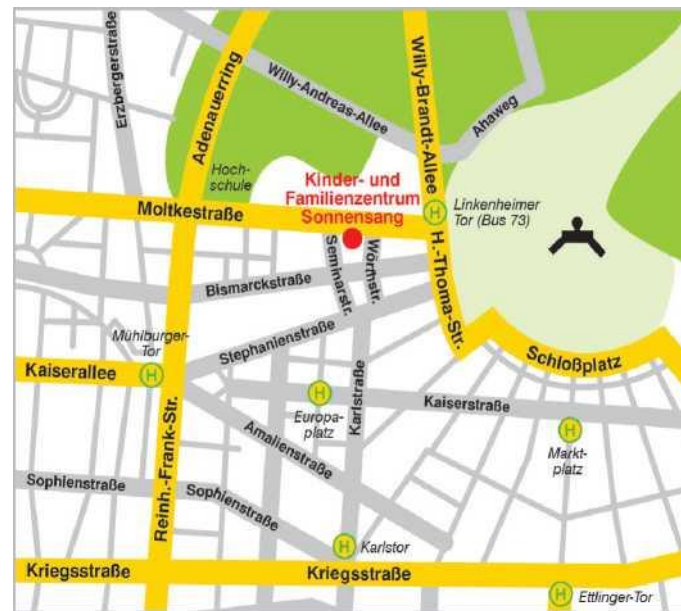 Erzbergerstraße
Adenauerring
Willy-Andreas-Allee
Willy-Brandt-Allee
Ahaweg
Hoch-
schule
Kinder- und
Familienzentrum
Sonnensang
Moltkestraße
H
Linkenheimer
Tor (Bus 73)
Seminarstr.
Wörthstr.
H.-Thoma-Str.
Bismarckstraße
Mühlburger-
Tor
Stephanienstraße
Schloßplatz
Kaiserallee
H
Reinh.-Frank-Str.
H
Europa-
platz
Karlstraße
Kaiserstraße
H
Markt-
platz
Amalienstraße
Sophienstraße
Sophienstraße
H
Karlstor
Kriegsstraße
Kriegsstraße
H
Ettlinger-Tor